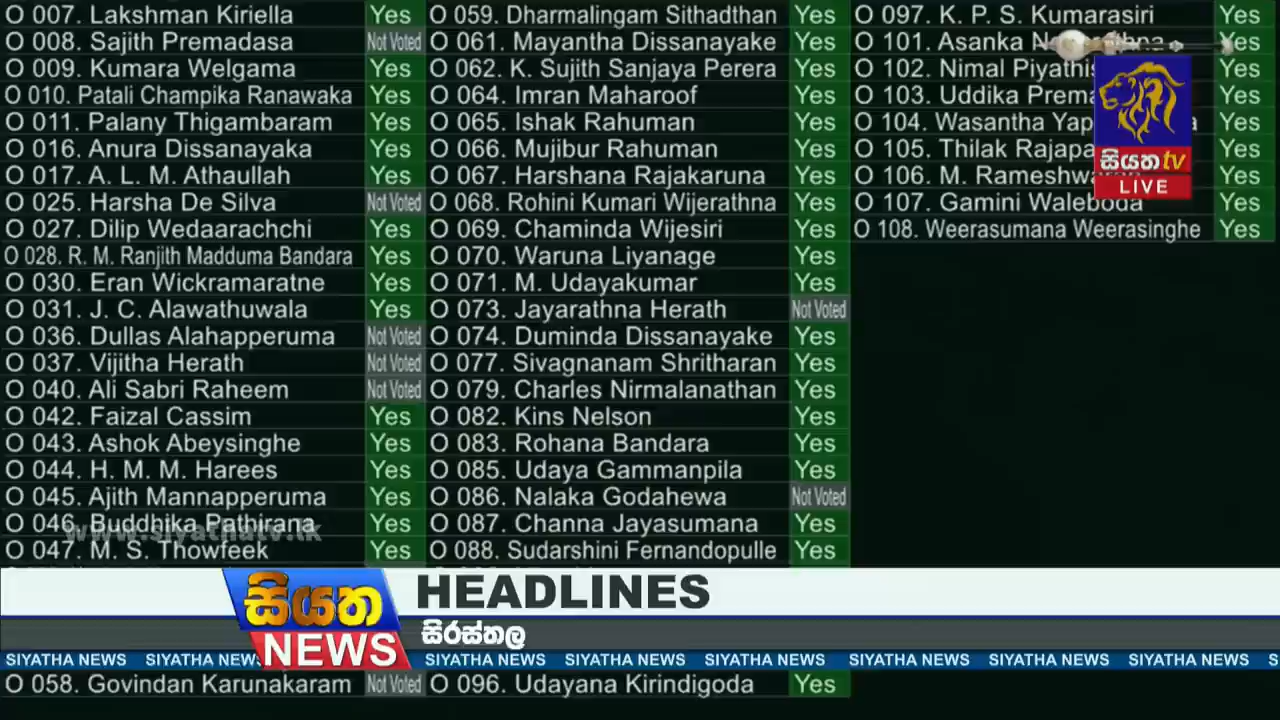 O 007. Lakshman Kiriella Yes
O 008. Sajith Premadasa Not Voted
O 009. Kumara Welgama Yes
O 010. Patali Champika Ranawaka Yes
O 011. Palany Thigambaram Yes
O 016. Anura Dissanayaka Yes
O 017. A. L. M. Athaullah Yes
O 025. Harsha De Silva Not Voted
O 027. Dilip Wedaarachchi Yes
O 028. R. M. Ranjith Madduma Bandara Yes
O 030. Eran Wickramaratne Yes
O 031. J. C. Alawathuwala Yes
O 036. Dullas Alahapperuma Not Voted
O 037. Vijitha Herath Not Voted
O 040. Ali Sabri Raheem Not Voted
O 042. Faizal Cassim Yes
O 043. Ashok Abeysinghe Yes
O 044. H. M. M. Harees Yes
O 045. Ajith Mannapperuma Yes
O 046. Buddhika Pathirana Yes
www.siyathatv.lk
O 047. M. S. Thowfeek Yes
O 058. Govindan Karunakaram Not Voted
O 059. Dharmalingam Sithadthan Yes
O 061. Mayantha Dissanayake Yes
O 062. K. Sujith Sanjaya Perera Yes
O 064. Imran Maharoof Yes
O 065. Ishak Rahuman Yes
O 066. Mujibur Rahuman Yes
O 067. Harshana Rajakaruna Yes
O 068. Rohini Kumari Wijerathna Yes
O 069. Chaminda Wijesiri Yes
O 070. Waruna Liyanage Yes
O 071. M. Udayakumar Yes
O 073. Jayarathna Herath Not Voted
O 074. Duminda Dissanayake Yes
O 077. Sivagnanam Shritharan Yes
O 079. Charles Nirmalanathan Yes
O 082. Kins Nelson Yes
O 083. Rohana Bandara Yes
O 085. Udaya Gammanpila Yes
O 086. Nalaka Godahewa Not Voted
O 087. Channa Jayasumana Yes
O 088. Sudarshini Fernandopulle Yes
O 096. Udayana Kirindigoda Yes
O 097. K. P. S. Kumarasiri Yes
O 101. Asanka Yes
O 102. Nimal Yes
O 103. Uddika Yes
O 104. Wasantha Yes
O 105. Thilak Yes
O 106. M. Yes
O 107. Gamini Waleboda Yes
O 108. Weerasumana Weerasinghe Yes
සියත tv
LIVE
සියත
NEWS
HEADLINES
සිරස්තල
SIYATHA NEWS SIYATHA NEWS SIYATHA NEWS SIYATHA NEWS SIYATHA NEWS SIYATHA NEWS SIYATHA NEWS SIYATHA NEWS S